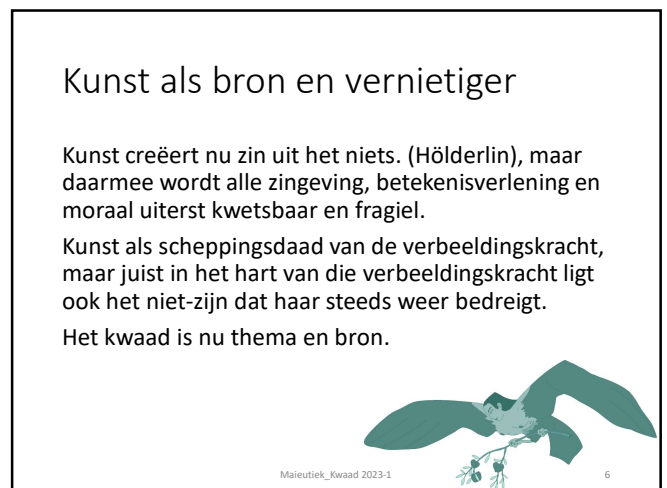 Kunst als bron en vernietiger
Kunst creëert nu zin uit het niets. (Hölderlin), maar
daarmee wordt alle zingeving, betekenisverlening en
moraal uiterst kwetsbaar en fragiel.
Kunst als scheppingsdaad van de verbeeldingskracht,
maar juist in het hart van die verbeeldingskracht ligt
ook het niet-zijn dat haar steeds weer bedreigt.
Het kwaad is nu thema en bron.
Maieutiek_Kwaad 2023-1
6